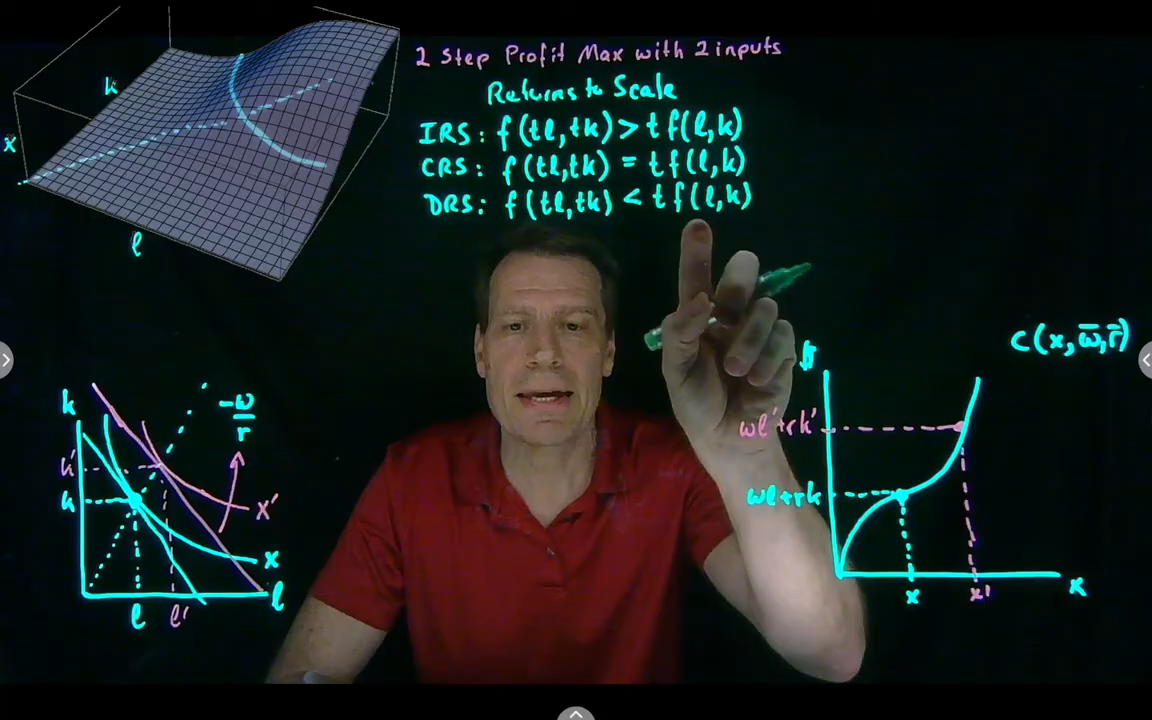 2 Step Profit Max with 2 inputs
Returns to Scale
IRS: f(tl,tk) > t f(l,k)
CRS: f(tl,tk) = t f(l,k)
DRS: f(tl,tk) < t f(l,k)
k
x
l
k
k'
k
-w/r
x'
x
l
l
l'
c(x, w̄, r̄)
wl'+rk'
wl+rk
x
x'
x